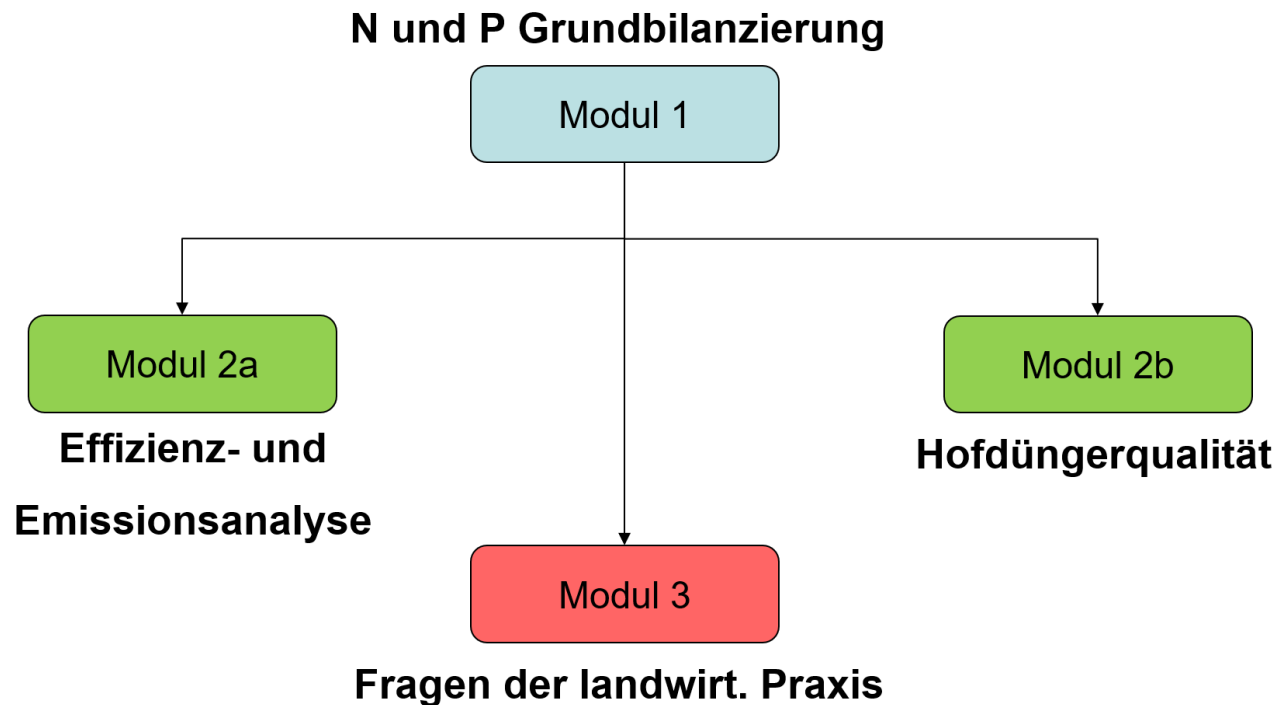 N und P Grundbilanzierung
Modul 1
Modul 2a
Effizienz- und
Emissionsanalyse
Modul 2b
Hofdüngerqualität
Modul 3
Fragen der landwirt. Praxis